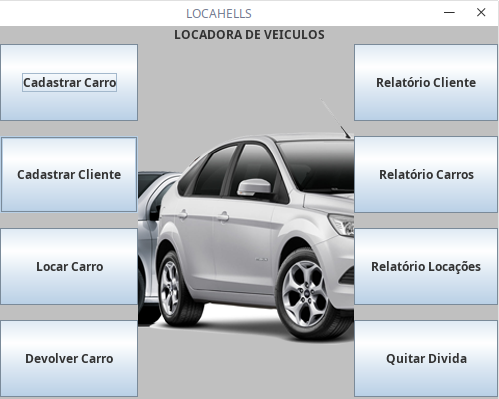 LOCAHELLS
LOCADORA DE VEICULOS
Cadastrar Carro
Relatório Cliente
Cadastrar Cliente
Relatório Carros
Locar Carro
Relatório Locações
Devolver Carro
Quitar Divida